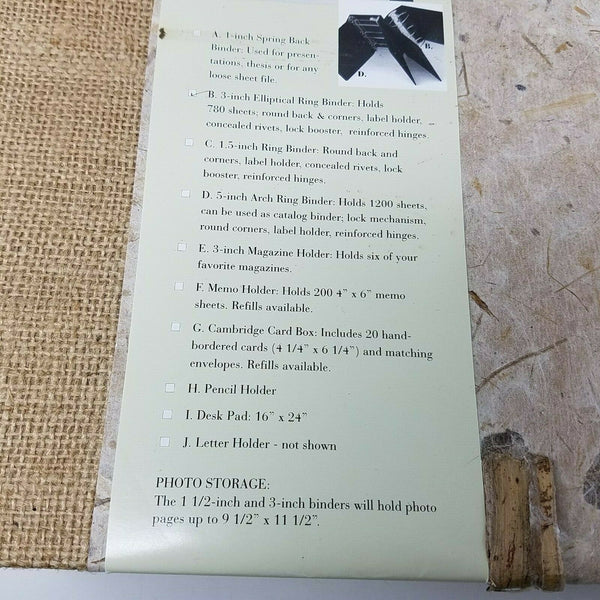 B.
D.
A. 1-inch Spring Back
Binder: Used for presen-
tations, thesis or for any
loose sheet file.
B. 3-inch Elliptical Ring Binder: Holds
780 sheets; round back & corners, label holder,
concealed rivets, lock booster, reinforced hinges
C. 1.5-inch Ring Binder: Round back and
corners, label holder, concealed rivets, lock
booster, reinforced hinges.
D. 5-inch Arch Ring Binder: Holds 1200 sheets,
can be used as catalog binder; lock mechanism,
round corners, label holder, reinforced hinges.
E. 3-inch Magazine Holder: Holds six of your
favorite magazines.
F. Memo Holder: Holds 200 4” x 6” memo
sheets. Refills available.
G. Cambridge Card Box: Includes 20 hand-
bordered cards (4 1/4” x 6 1/4”) and matching
envelopes. Refills available.
H. Pencil Holder
I. Desk Pad: 16” x 24”
J. Letter Holder - not shown
PHOTO STORAGE:
The 1 1/2-inch and 3-inch binders will hold photo
pages up to 9 1/2” x 11 1/2”.